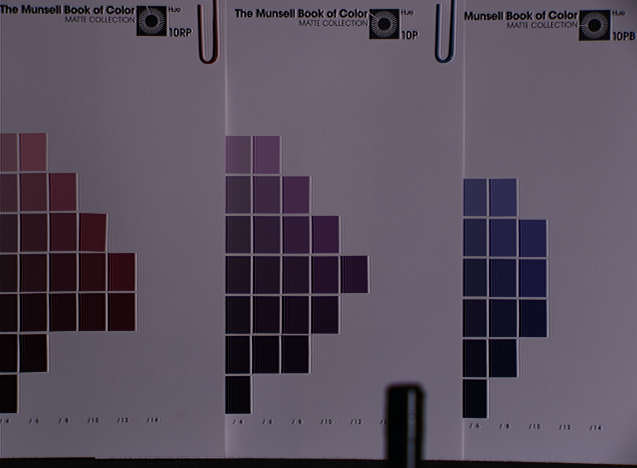 The Munsell Book of Color
MATTE COLLECTION
Hue
10RP
The Munsell Book of Color
MATTE COLLECTION
Hue
10P
Munsell Book of Color
MATTE COLLECTION
Hue
10PB
/4 /6 /8 /10 /12 /14
/4 /6 /8 /10 /12
/6 /8 /10 /12 /14